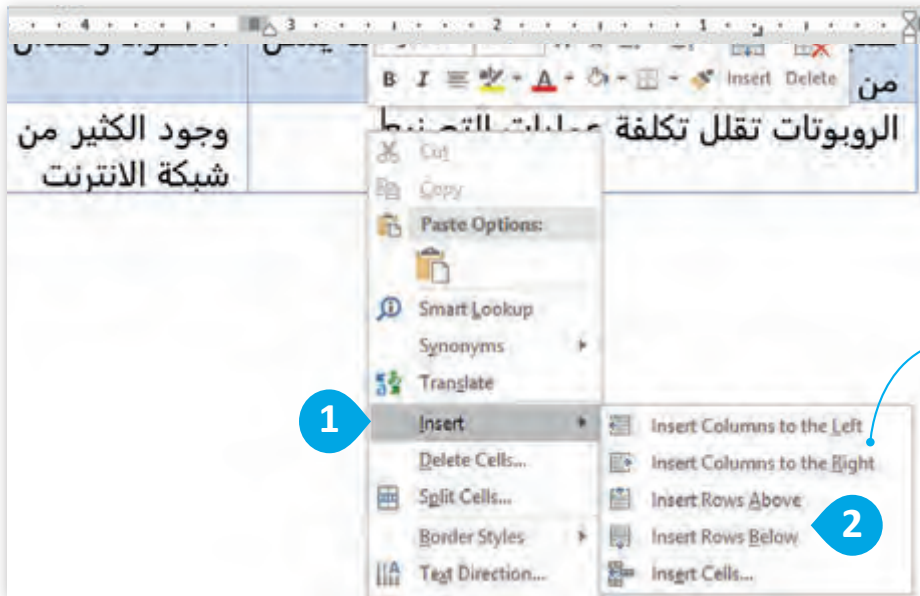 4 3 2 1
B I A Insert Delete
من
الروبوتات تقلل تكلفة عمليات التصنيع
وجود الكثير من
شبكة الانترنت
Cut
Copy
Paste Options:
Smart Lookup
Synonyms
Translate
1
Insert
Delete Cells...
Split Cells...
Border Styles
Text Direction...
Insert Columns to the Left
Insert Columns to the Right
Insert Rows Above
Insert Rows Below
2
Insert Cells...